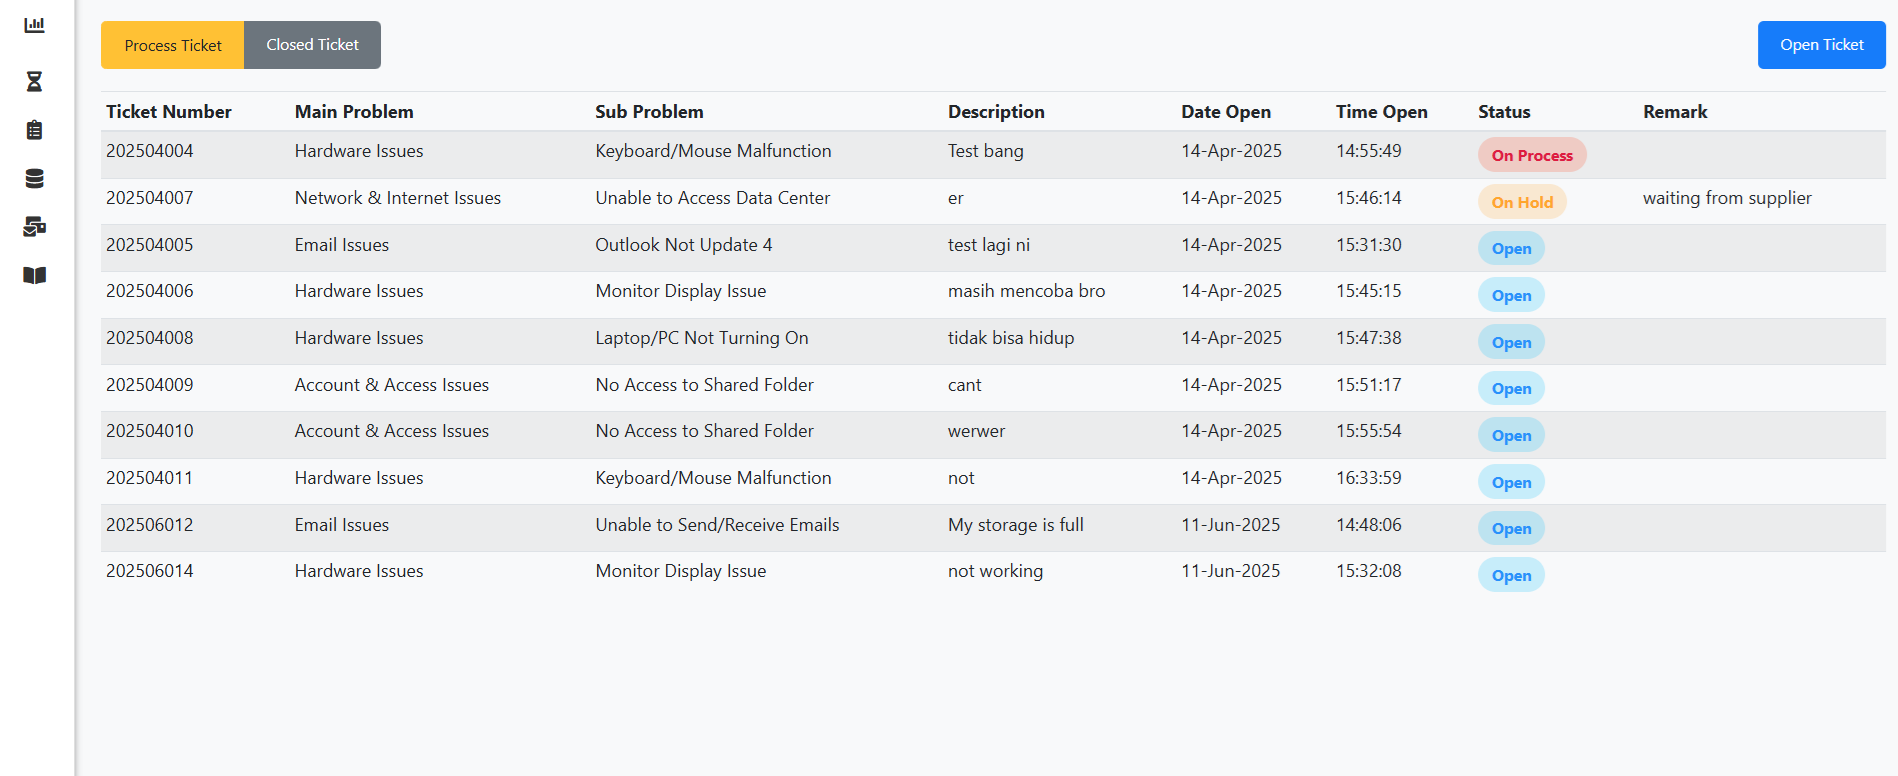 Process Ticket Closed Ticket Open Ticket
Ticket Number Main Problem Sub Problem Description Date Open Time Open Status Remark
202504004 Hardware Issues Keyboard/Mouse Malfunction Test bang 14-Apr-2025 14:55:49 On Process
202504007 Network & Internet Issues Unable to Access Data Center er 14-Apr-2025 15:46:14 On Hold waiting from supplier
202504005 Email Issues Outlook Not Update 4 test lagi ni 14-Apr-2025 15:31:30 Open
202504006 Hardware Issues Monitor Display Issue masih mencoba bro 14-Apr-2025 15:45:15 Open
202504008 Hardware Issues Laptop/PC Not Turning On tidak bisa hidup 14-Apr-2025 15:47:38 Open
202504009 Account & Access Issues No Access to Shared Folder cant 14-Apr-2025 15:51:17 Open
202504010 Account & Access Issues No Access to Shared Folder werwer 14-Apr-2025 15:55:54 Open
202504011 Hardware Issues Keyboard/Mouse Malfunction not 14-Apr-2025 16:33:59 Open
202506012 Email Issues Unable to Send/Receive Emails My storage is full 11-Jun-2025 14:48:06 Open
202506014 Hardware Issues Monitor Display Issue not working 11-Jun-2025 15:32:08 Open